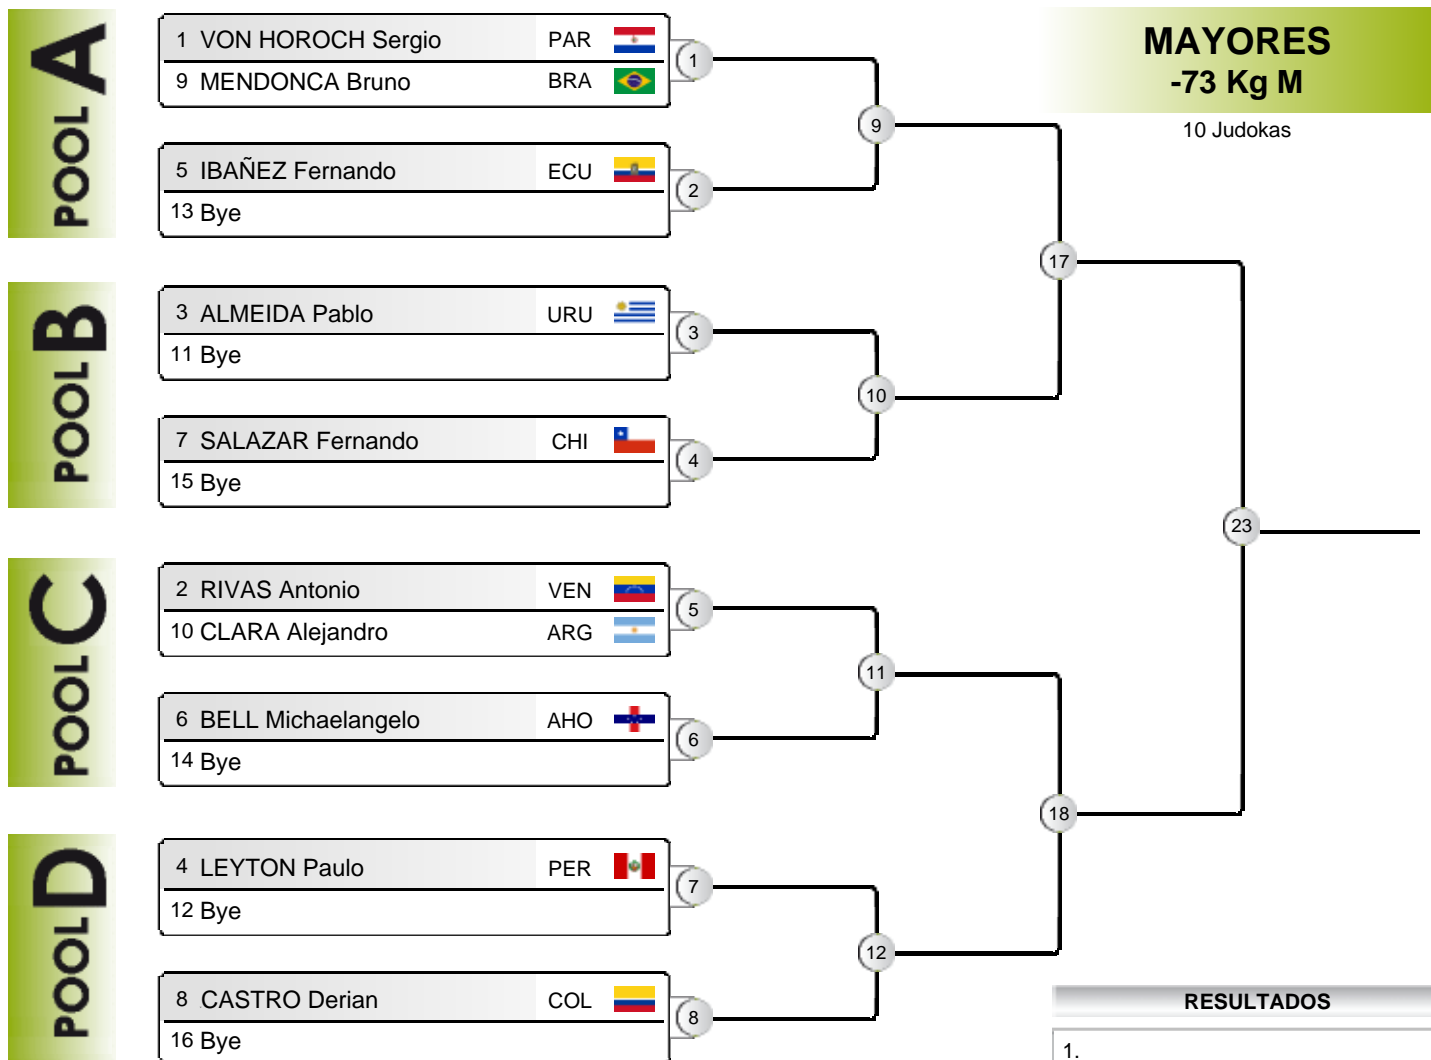 MAYORES
-73 Kg M
10 Judokas
POOL A
1 VON HOROCH Sergio PAR
9 MENDONCA Bruno BRA
1
5 IBAÑEZ Fernando ECU
13 Bye
2
9
POOL B
3 ALMEIDA Pablo URU
11 Bye
3
7 SALAZAR Fernando CHI
15 Bye
4
10
17
POOL C
2 RIVAS Antonio VEN
10 CLARA Alejandro ARG
5
6 BELL Michaelangelo AHO
14 Bye
6
11
POOL D
4 LEYTON Paulo PER
12 Bye
7
8 CASTRO Derian COL
16 Bye
8
12
18
23
RESULTADOS
1.